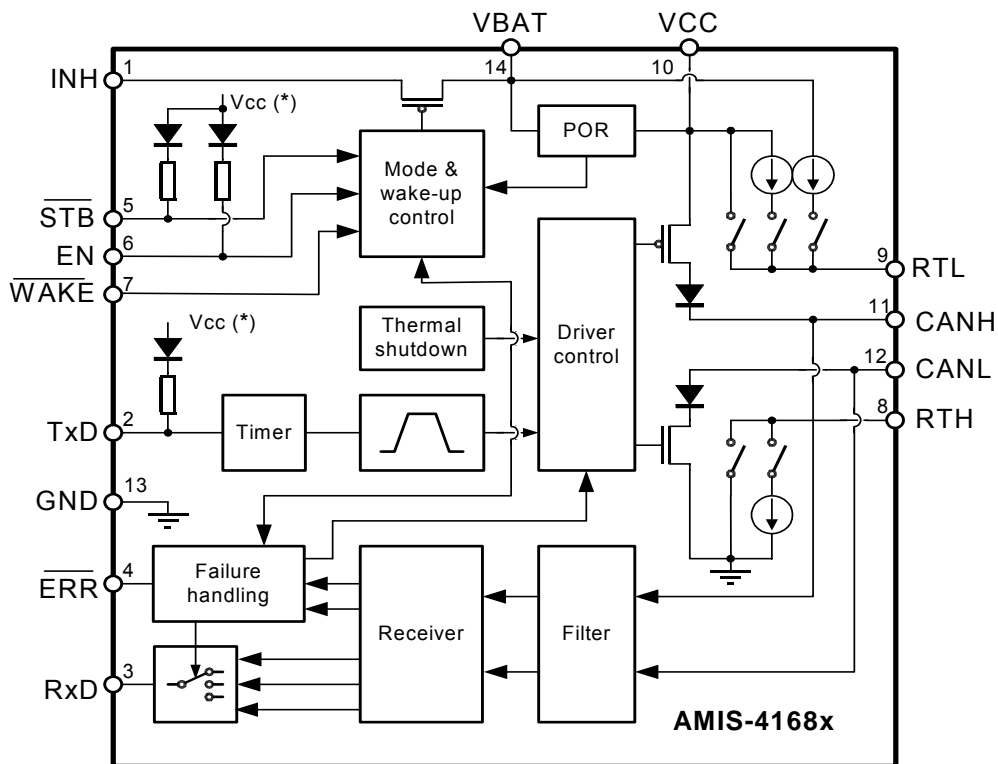 VBAT
VCC
INH
1
14
10
Vcc (*)
POR
Mode &
wake-up
control
STB
5
EN
6
WAKE
7
9
RTL
11
CANH
12
CANL
8
RTH
Vcc (*)
Thermal
shutdown
Driver
control
TxD
2
Timer
GND
13
ERR
4
Failure
handling
Receiver
Filter
RxD
3
AMIS-4168x